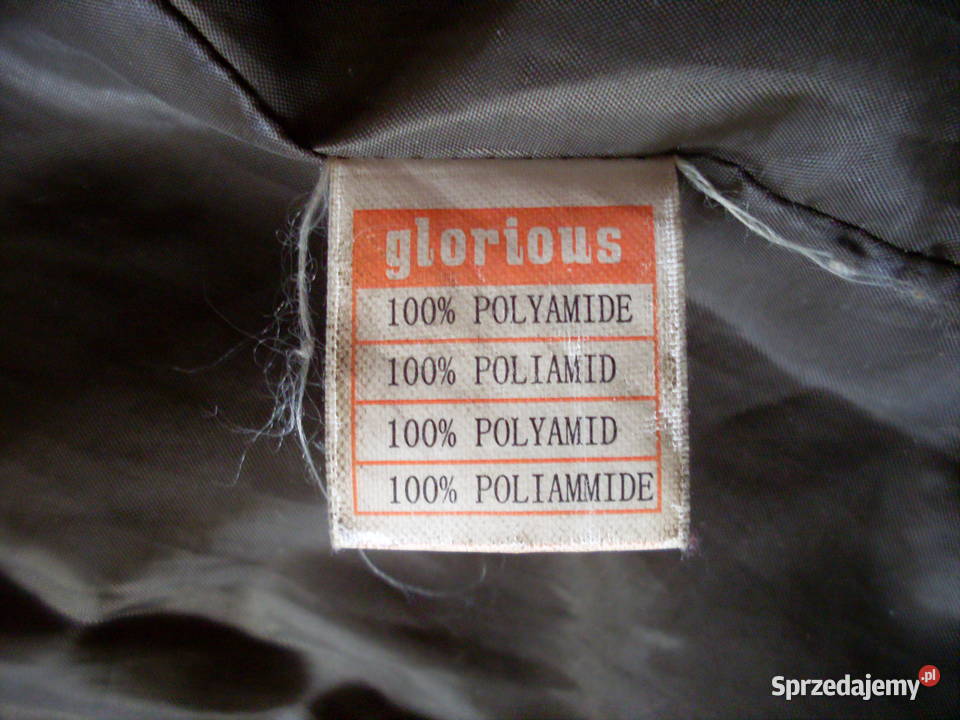 glorious
100% POLYAMIDE
100% POLIAMID
100% POLYAMID
100% POLIAMMIDE
Sprzedajemy.pl